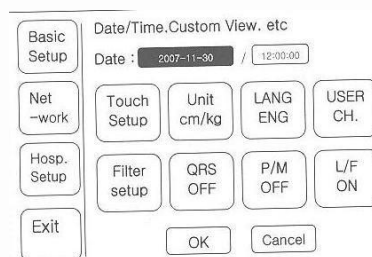 Basic
Setup
Date/Time.Custom View. etc
Date : 2007-11-30 / 12:00:00
Net
-work
Touch
Setup
Unit
cm/kg
LANG
ENG
USER
CH.
Hosp.
Setup
Filter
setup
QRS
OFF
P/M
OFF
L/F
ON
Exit
OK
Cancel